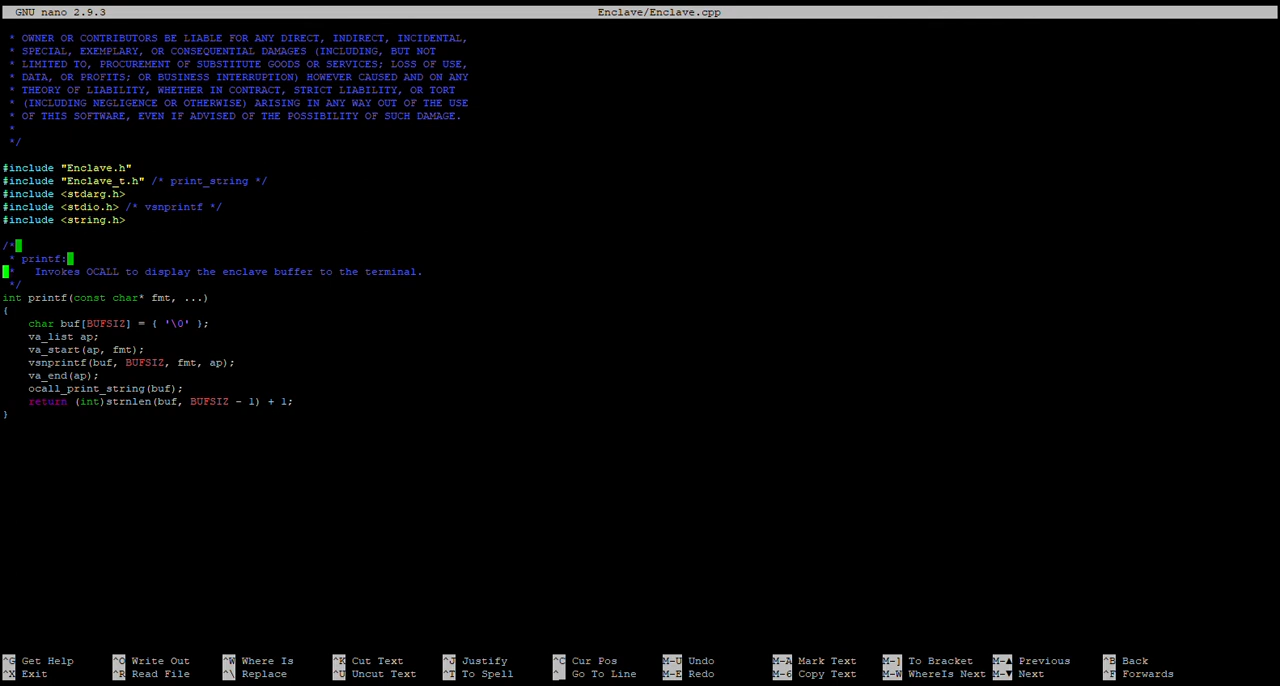 GNU nano 2.9.3 Enclave/Enclave.cpp
* OWNER OR CONTRIBUTORS BE LIABLE FOR ANY DIRECT, INDIRECT, INCIDENTAL,
* SPECIAL, EXEMPLARY, OR CONSEQUENTIAL DAMAGES (INCLUDING, BUT NOT
* LIMITED TO, PROCUREMENT OF SUBSTITUTE GOODS OR SERVICES; LOSS OF USE,
* DATA, OR PROFITS; OR BUSINESS INTERRUPTION) HOWEVER CAUSED AND ON ANY
* THEORY OF LIABILITY, WHETHER IN CONTRACT, STRICT LIABILITY, OR TORT
* (INCLUDING NEGLIGENCE OR OTHERWISE) ARISING IN ANY WAY OUT OF THE USE
* OF THIS SOFTWARE, EVEN IF ADVISED OF THE POSSIBILITY OF SUCH DAMAGE.
*
*/
#include "Enclave.h"
#include "Enclave_t.h" /* print_string */
#include <stdarg.h>
#include <stdio.h> /* vsnprintf */
#include <string.h>
/*
* printf:
* Invokes OCALL to display the enclave buffer to the terminal.
*/
int printf(const char* fmt, ...)
{
char buf[BUFSIZ] = { '\0' };
va_list ap;
va_start(ap, fmt);
vsnprintf(buf, BUFSIZ, fmt, ap);
va_end(ap);
ocall_print_string(buf);
return (int)strnlen(buf, BUFSIZ - 1) + 1;
}
^G Get Help ^O Write Out ^W Where Is ^K Cut Text ^J Justify ^C Cur Pos M-U Undo M-A Mark Text M-] To Bracket M-▲ Previous ^B Back
^X Exit ^R Read File ^\ Replace ^U Uncut Text ^T To Spell ^_ Go To Line M-E Redo M-6 Copy Text M-W WhereIs Next M-▼ Next ^F Forwards